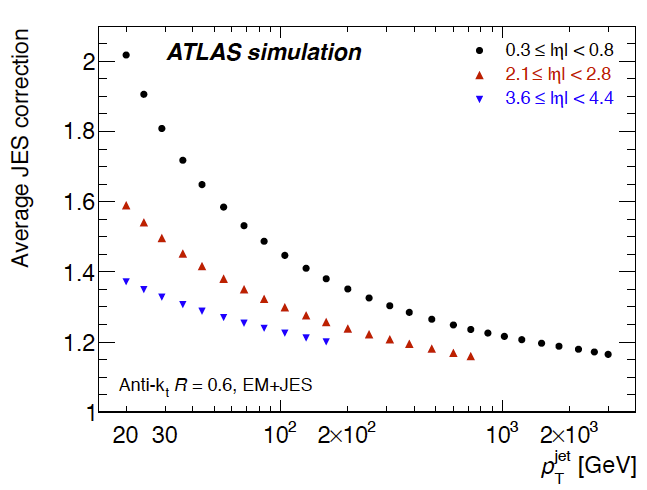 ATLAS simulation
0.3 ≤ |η| < 0.8
2.1 ≤ |η| < 2.8
3.6 ≤ |η| < 4.4
Average JES correction
2
1.8
1.6
1.4
1.2
1
Anti-kt R = 0.6, EM+JES
20 30 10² 2×10² 10³ 2×10³
p_T^jet [GeV]